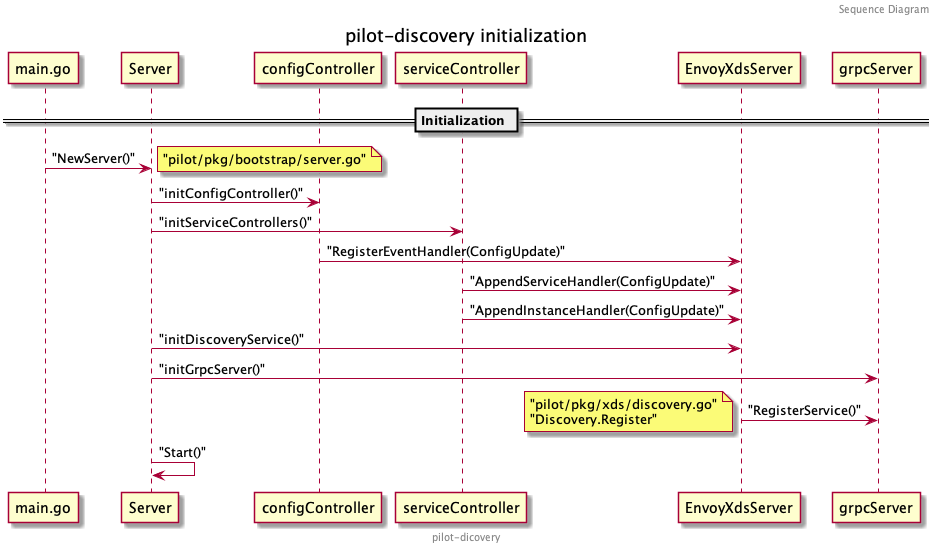 Sequence Diagram
pilot-discovery initialization
main.go
Server
configController
serviceController
EnvoyXdsServer
grpcServer
Initialization
"NewServer()"
"pilot/pkg/bootstrap/server.go"
"initConfigController()"
"initServiceControllers()"
"RegisterEventHandler(ConfigUpdate)"
"AppendServiceHandler(ConfigUpdate)"
"AppendInstanceHandler(ConfigUpdate)"
"initDiscoveryService()"
"initGrpcServer()"
"pilot/pkg/xds/discovery.go"
"Discovery.Register"
"RegisterService()"
"Start()"
main.go
Server
configController
serviceController
EnvoyXdsServer
grpcServer
pilot-dicovery